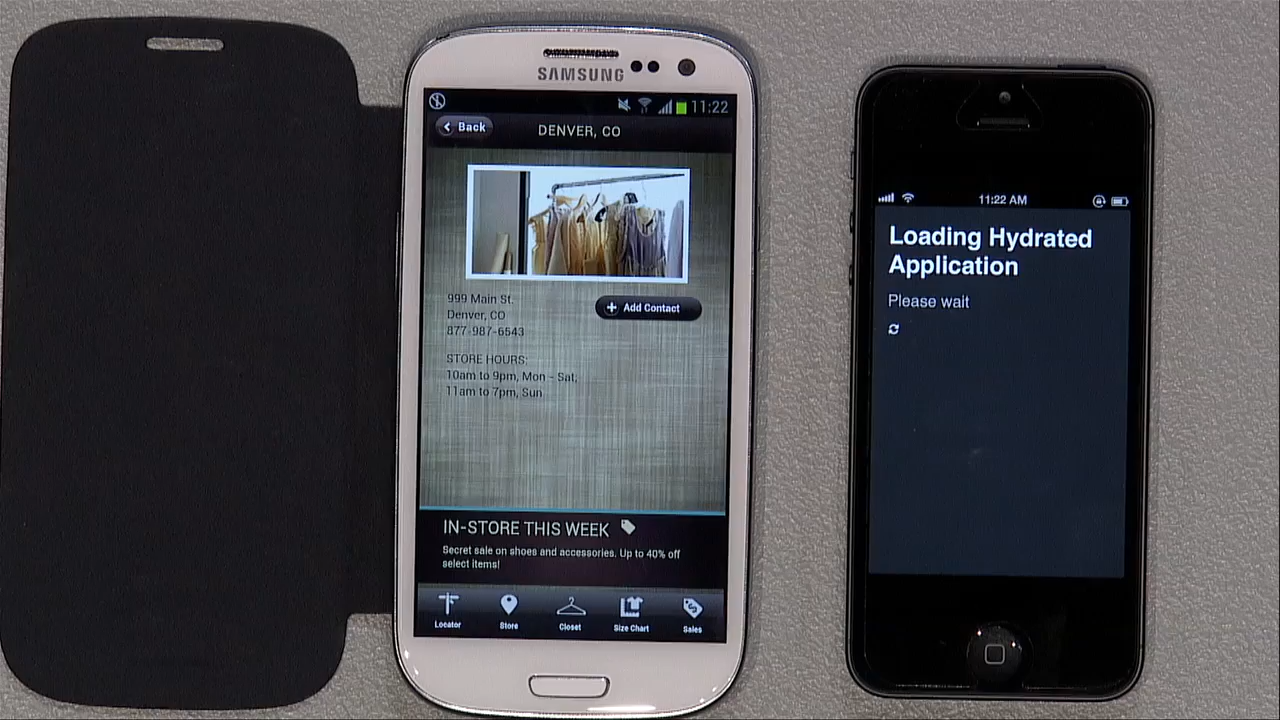 SAMSUNG
11:22
Back
DENVER, CO
999 Main St.
Denver, CO
877-987-6543
Add Contact
STORE HOURS:
10am to 9pm, Mon - Sat;
11am to 7pm, Sun
IN-STORE THIS WEEK
Secret sale on shoes and accessories. Up to 40% off
select items!
Locator
Store
Closet
Size Chart
Sales
11:22 AM
Loading Hydrated
Application
Please wait